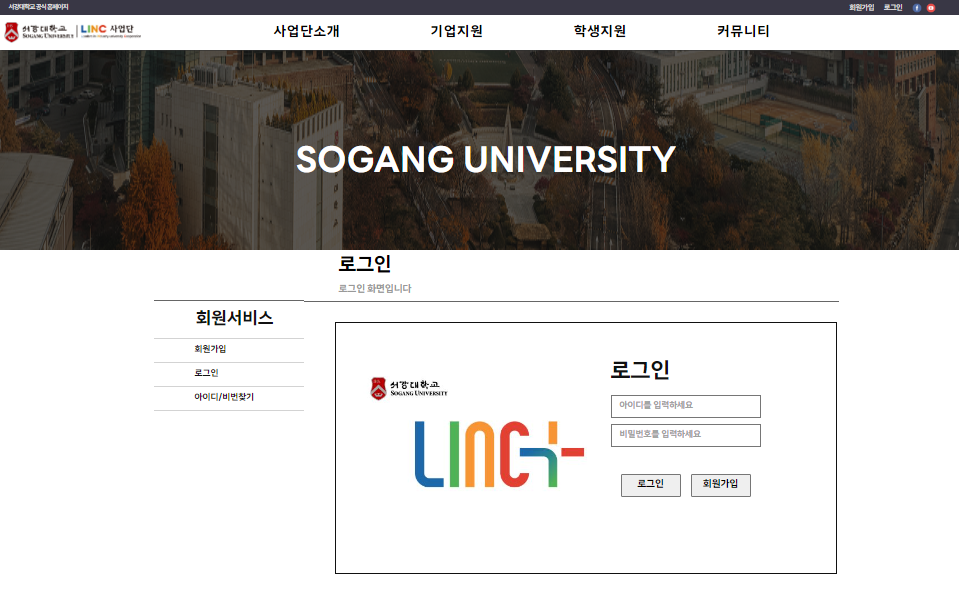 서강대학교 공식 홈페이지
회원가입 로그인
서강대학교 LINC 사업단
SOGANG UNIVERSITY
사업단소개 기업지원 학생지원 커뮤니티
SOGANG UNIVERSITY
로그인
로그인 화면입니다
회원서비스
회원가입
로그인
아이디/비번찾기
서강대학교
SOGANG UNIVERSITY
LINC+
로그인
아이디를 입력하세요
비밀번호를 입력하세요
로그인 회원가입